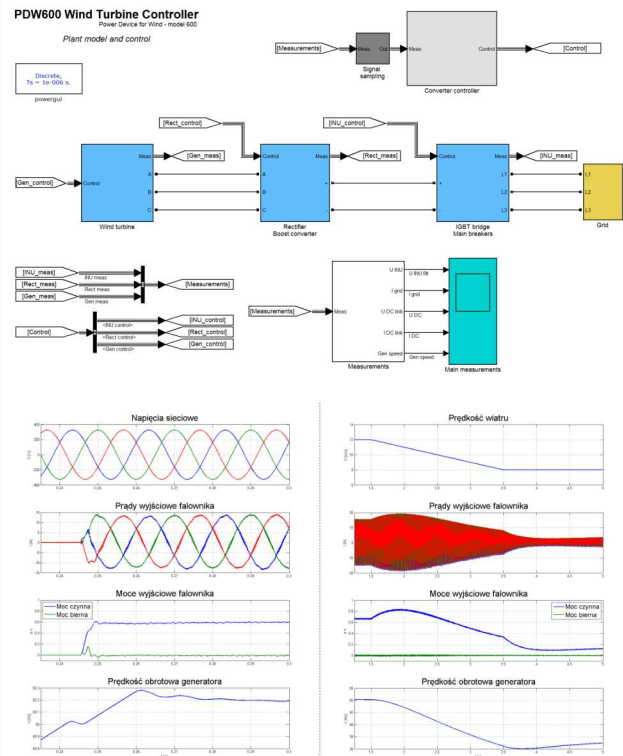 PDW600 Wind Turbine Controller
Power Device for Wind - model 600
Plant model and control
Discrete,
Ts = 1e-006 s.
powergui
[Measurements]
Meas Out
Signal
sampling
Meas Control
Converter controller
[Control]
[Rect_control]
[INU_control]
[Gen_control]
Control Meas
A
B
C
Wind turbine
[Gen_meas]
Control Meas
A
B +
C -
Rectifier
Boost converter
[Rect_meas]
Control Meas
L1
+ L2
- L3
IGBT bridge
Main breakers
[INU_meas]
L1
L2
L3
Grid
[INU_meas]
INU meas
[Rect_meas]
Rect meas
[Gen_meas]
Gen meas
[Measurements]
[Control]
<INU control>
[INU_control]
<Rect control>
[Rect_control]
<Gen control>
[Gen_control]
[Measurements]
Meas
U INU
I grid
U DC link
I DC link
Gen speed
Measurements
U INU filt
I grid
U DC
I DC
Gen speed
Main measurements
Napięcia sieciowe
Prędkość wiatru
Prądy wyjściowe falownika
Prądy wyjściowe falownika
Moce wyjściowe falownika
Moc czynna
Moc bierna
Moce wyjściowe falownika
Moc czynna
Moc bierna
Prędkość obrotowa generatora
Prędkość obrotowa generatora